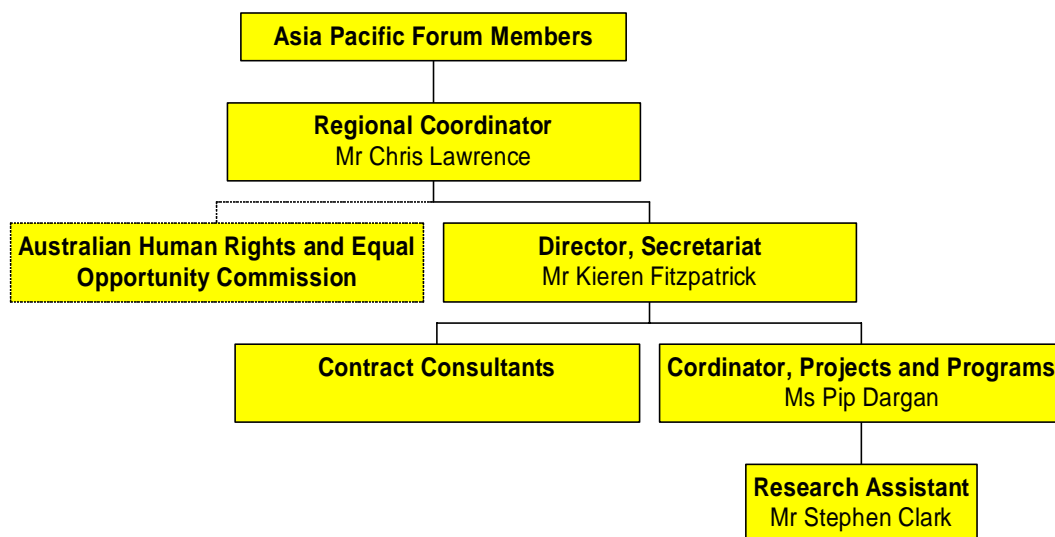 Asia Pacific Forum Members
Regional Coordinator
Mr Chris Lawrence
Australian Human Rights and Equal
Opportunity Commission
Director, Secretariat
Mr Kieren Fitzpatrick
Contract Consultants
Cordinator, Projects and Programs
Ms Pip Dargan
Research Assistant
Mr Stephen Clark